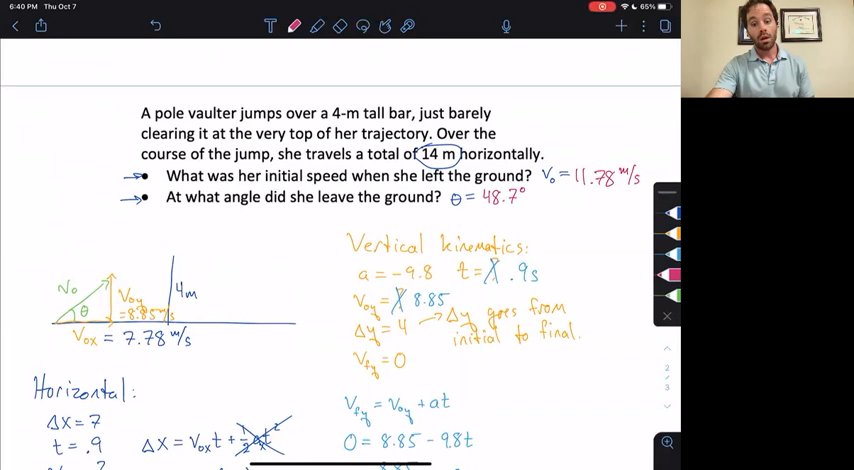 6:40 PM Thu Oct 7
65%
A pole vaulter jumps over a 4-m tall bar, just barely
clearing it at the very top of her trajectory. Over the
course of the jump, she travels a total of 14 m horizontally.
• What was her initial speed when she left the ground? V₀ = 11.78 m/s
• At what angle did she leave the ground? θ = 48.7°
Vertical kinematics:
a = -9.8 t = X .9s
V₀y = X 8.85
Δy = 4 → Δy goes from
initial to final.
Vfy = 0
V₀
θ
V₀y
= 8.85 m/s
4m
V₀x = 7.78 m/s
Horizontal:
Δx = 7
t = .9
Δx = V₀xt + ½at²
Vfy = V₀y + at
0 = 8.85 - 9.8t
2
/
3